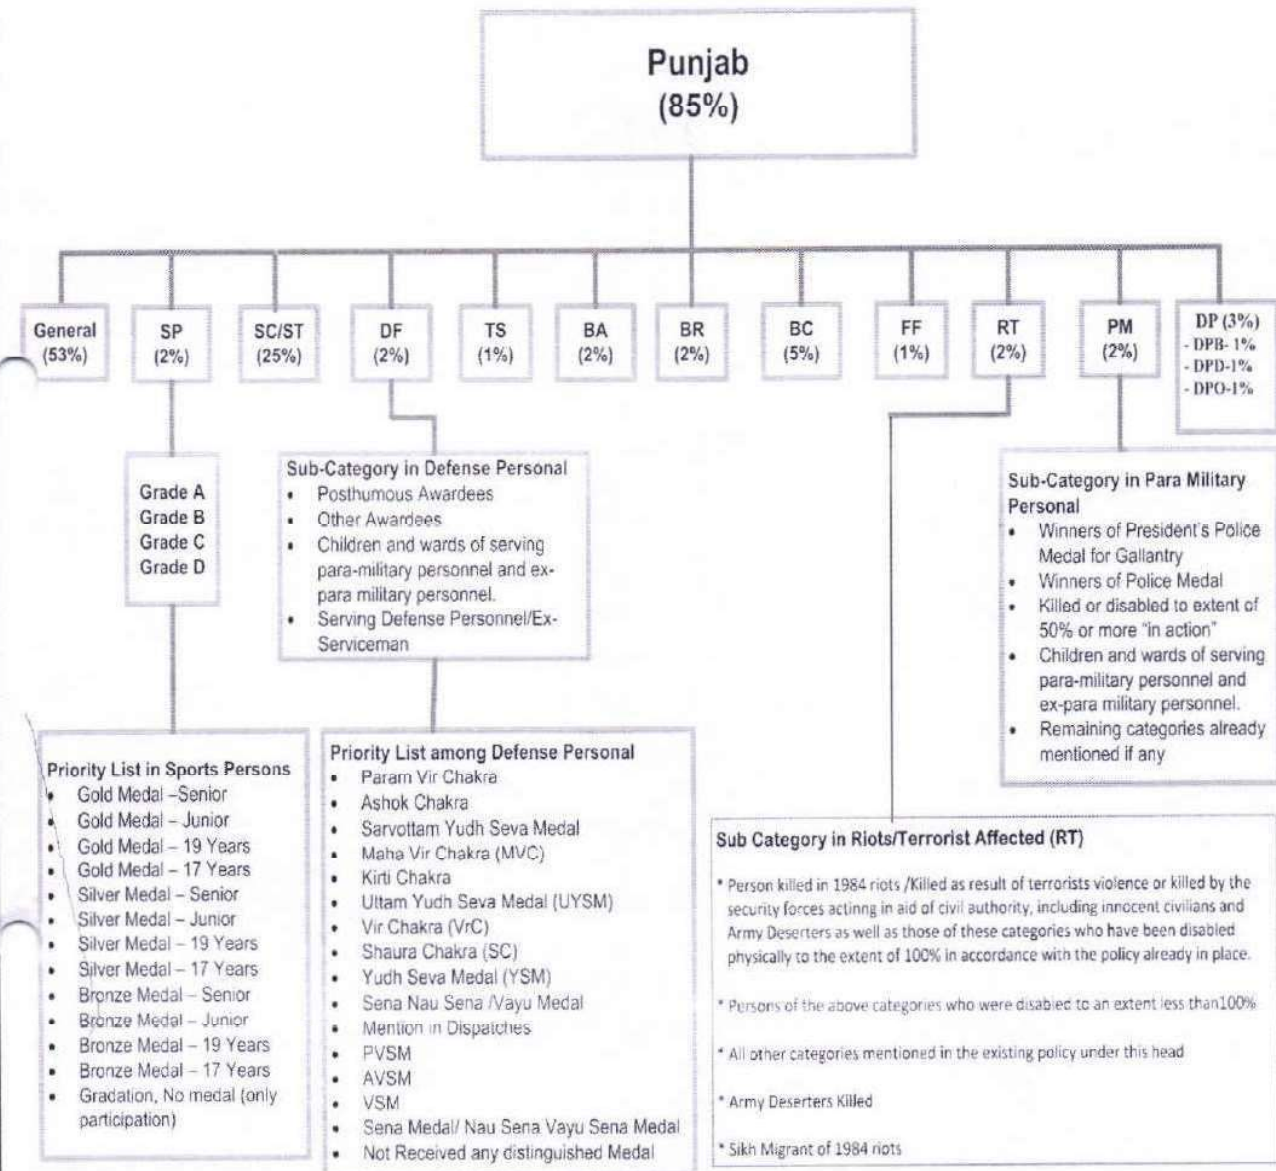 Punjab
(85%)
General
(53%)
SP
(2%)
SC/ST
(25%)
DF
(2%)
TS
(1%)
BA
(2%)
BR
(2%)
BC
(5%)
FF
(1%)
RT
(2%)
PM
(2%)
DP (3%)
- DPB- 1%
- DPD-1%
- DPO-1%
Grade A
Grade B
Grade C
Grade D
Sub-Category in Defense Personal
• Posthumous Awardees
• Other Awardees
• Children and wards of serving
para-military personnel and ex-
para military personnel.
• Serving Defense Personnel/Ex-
Serviceman
Sub-Category in Para Military
Personal
• Winners of President's Police
Medal for Gallantry
• Winners of Police Medal
• Killed or disabled to extent of
50% or more "in action"
• Children and wards of serving
para-military personnel and
ex-para military personnel.
• Remaining categories already
mentioned if any
Priority List in Sports Persons
• Gold Medal –Senior
• Gold Medal – Junior
• Gold Medal – 19 Years
• Gold Medal – 17 Years
• Silver Medal – Senior
• Silver Medal – Junior
• Silver Medal – 19 Years
• Silver Medal – 17 Years
• Bronze Medal – Senior
• Bronze Medal – Junior
• Bronze Medal – 19 Years
• Bronze Medal – 17 Years
• Gradation, No medal (only
participation)
Priority List among Defense Personal
• Param Vir Chakra
• Ashok Chakra
• Sarvottam Yudh Seva Medal
• Maha Vir Chakra (MVC)
• Kirti Chakra
• Uttam Yudh Seva Medal (UYSM)
• Vir Chakra (VrC)
• Shaura Chakra (SC)
• Yudh Seva Medal (YSM)
• Sena Nau Sena /Vayu Medal
• Mention in Dispatches
• PVSM
• AVSM
• VSM
• Sena Medal/ Nau Sena Vayu Sena Medal
• Not Received any distinguished Medal
Sub Category in Riots/Terrorist Affected (RT)
* Person killed in 1984 riots /Killed as result of terrorists violence or killed by the
security forces actinng in aid of civil authority, including innocent civilians and
Army Deserters as well as those of these categories who have been disabled
physically to the extent of 100% in accordance with the policy already in place.
* Persons of the above categories who were disabled to an extent less than100%
* All other categories mentioned in the existing policy under this head
* Army Deserters Killed
* Sikh Migrant of 1984 riots